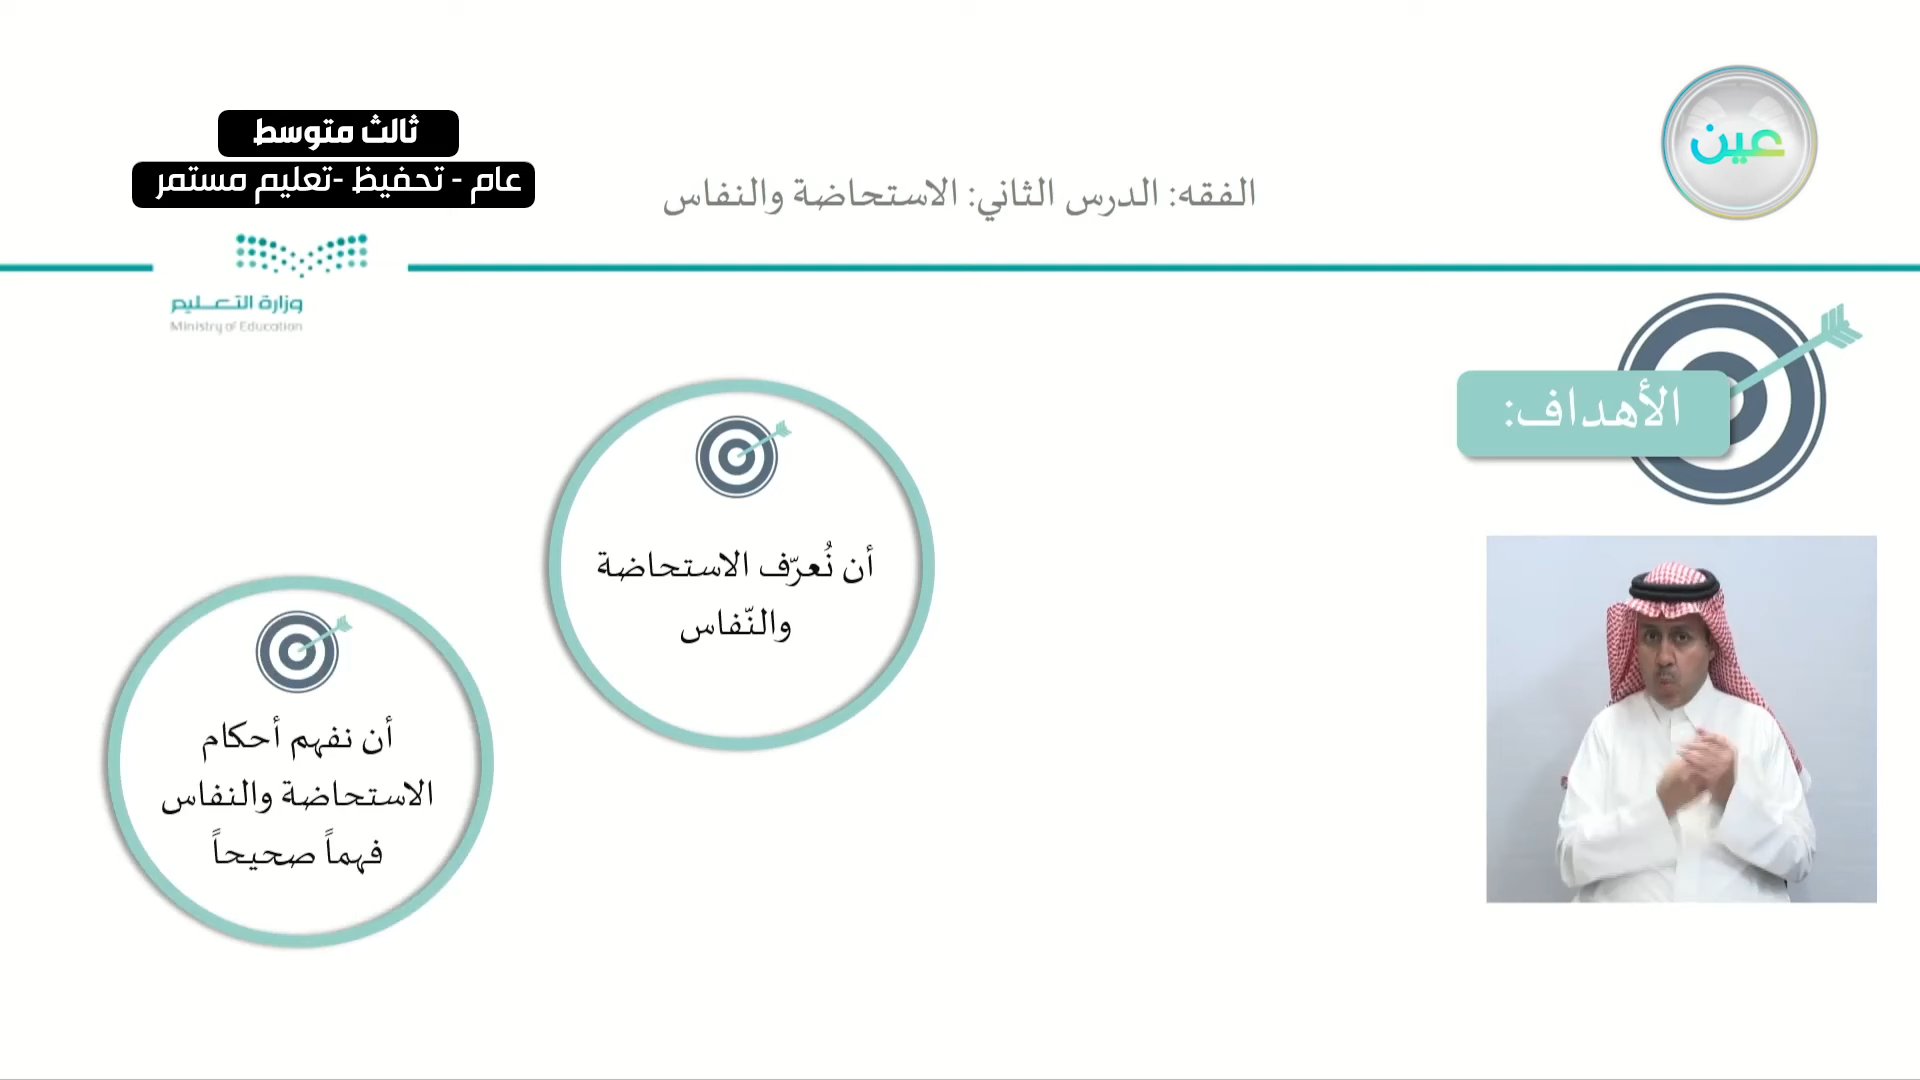 عين
ثالث متوسط
عام - تحفيظ -تعليم مستمر
الفقه: الدرس الثاني: الاستحاضة والنفاس
وزارة التعليم
Ministry of Education
الأهداف:
أن نُعرّف الاستحاضة
والنّفاس
أن نفهم أحكام
الاستحاضة والنفاس
فهماً صحيحاً